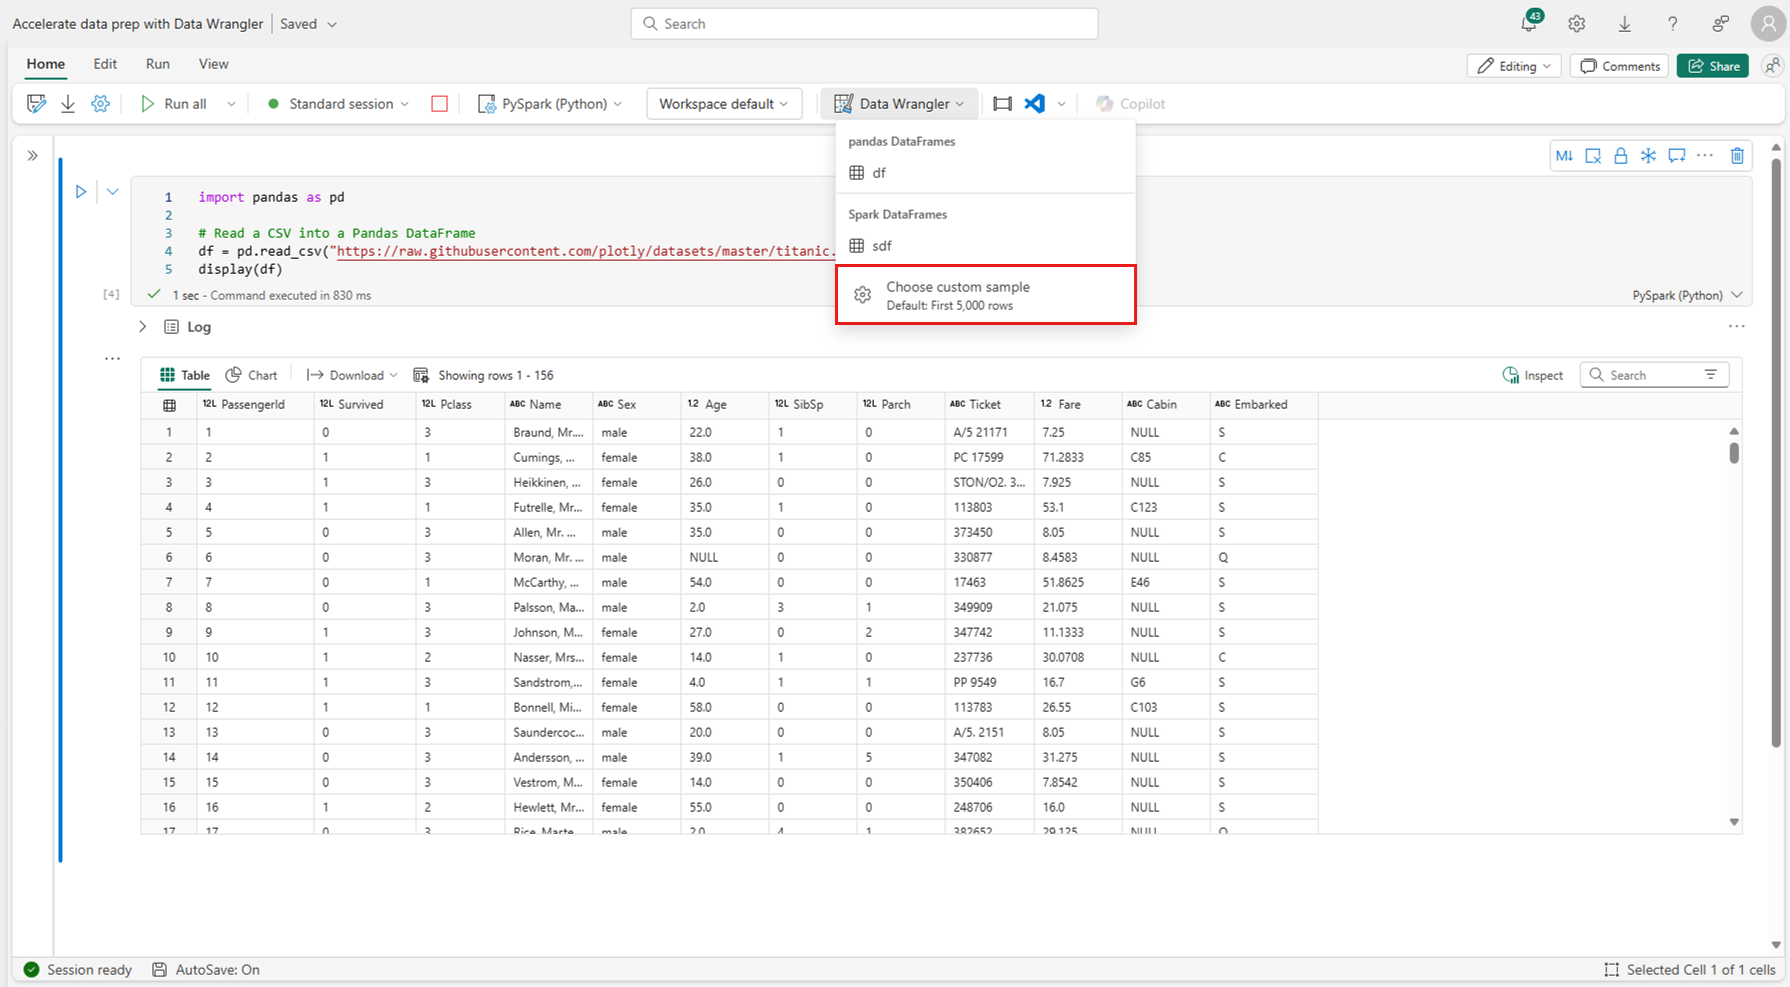 Accelerate data prep with Data Wrangler Saved
Search
43
?
Home Edit Run View
Editing Comments Share
Run all Standard session PySpark (Python) Workspace default Data Wrangler Copilot
pandas DataFrames
df
Spark DataFrames
sdf
Choose custom sample
Default: First 5,000 rows
M↓ ...
1 import pandas as pd
2
3 # Read a CSV into a Pandas DataFrame
4 df = pd.read_csv("https://raw.githubusercontent.com/plotly/datasets/master/titanic.
5 display(df)
[4] 1 sec - Command executed in 830 ms PySpark (Python)
Log
Table Chart Download Showing rows 1 - 156 Inspect Search
12L PassengerId 12L Survived 12L Pclass ABC Name ABC Sex 1.2 Age 12L SibSp 12L Parch ABC Ticket 1.2 Fare ABC Cabin ABC Embarked
1 1 0 3 Braund, Mr.... male 22.0 1 0 A/5 21171 7.25 NULL S
2 2 1 1 Cumings, ... female 38.0 1 0 PC 17599 71.2833 C85 C
3 3 1 3 Heikkinen, ... female 26.0 0 0 STON/O2. 3... 7.925 NULL S
4 4 1 1 Futrelle, Mr... female 35.0 1 0 113803 53.1 C123 S
5 5 0 3 Allen, Mr. ... male 35.0 0 0 373450 8.05 NULL S
6 6 0 3 Moran, Mr. ... male NULL 0 0 330877 8.4583 NULL Q
7 7 0 1 McCarthy, ... male 54.0 0 0 17463 51.8625 E46 S
8 8 0 3 Palsson, Ma... male 2.0 3 1 349909 21.075 NULL S
9 9 1 3 Johnson, M... female 27.0 0 2 347742 11.1333 NULL S
10 10 1 2 Nasser, Mrs... female 14.0 1 0 237736 30.0708 NULL C
11 11 1 3 Sandstrom,... female 4.0 1 1 PP 9549 16.7 G6 S
12 12 1 1 Bonnell, Mi... female 58.0 0 0 113783 26.55 C103 S
13 13 0 3 Saundercoc... male 20.0 0 0 A/5. 2151 8.05 NULL S
14 14 0 3 Andersson, ... male 39.0 1 5 347082 31.275 NULL S
15 15 0 3 Vestrom, M... female 14.0 0 0 350406 7.8542 NULL S
16 16 1 2 Hewlett, Mr... female 55.0 0 0 248706 16.0 NULL S
17 17 0 3 Rice, Maste... male 2.0 4 1 382652 29.125 NULL Q
Session ready AutoSave: On Selected Cell 1 of 1 cells